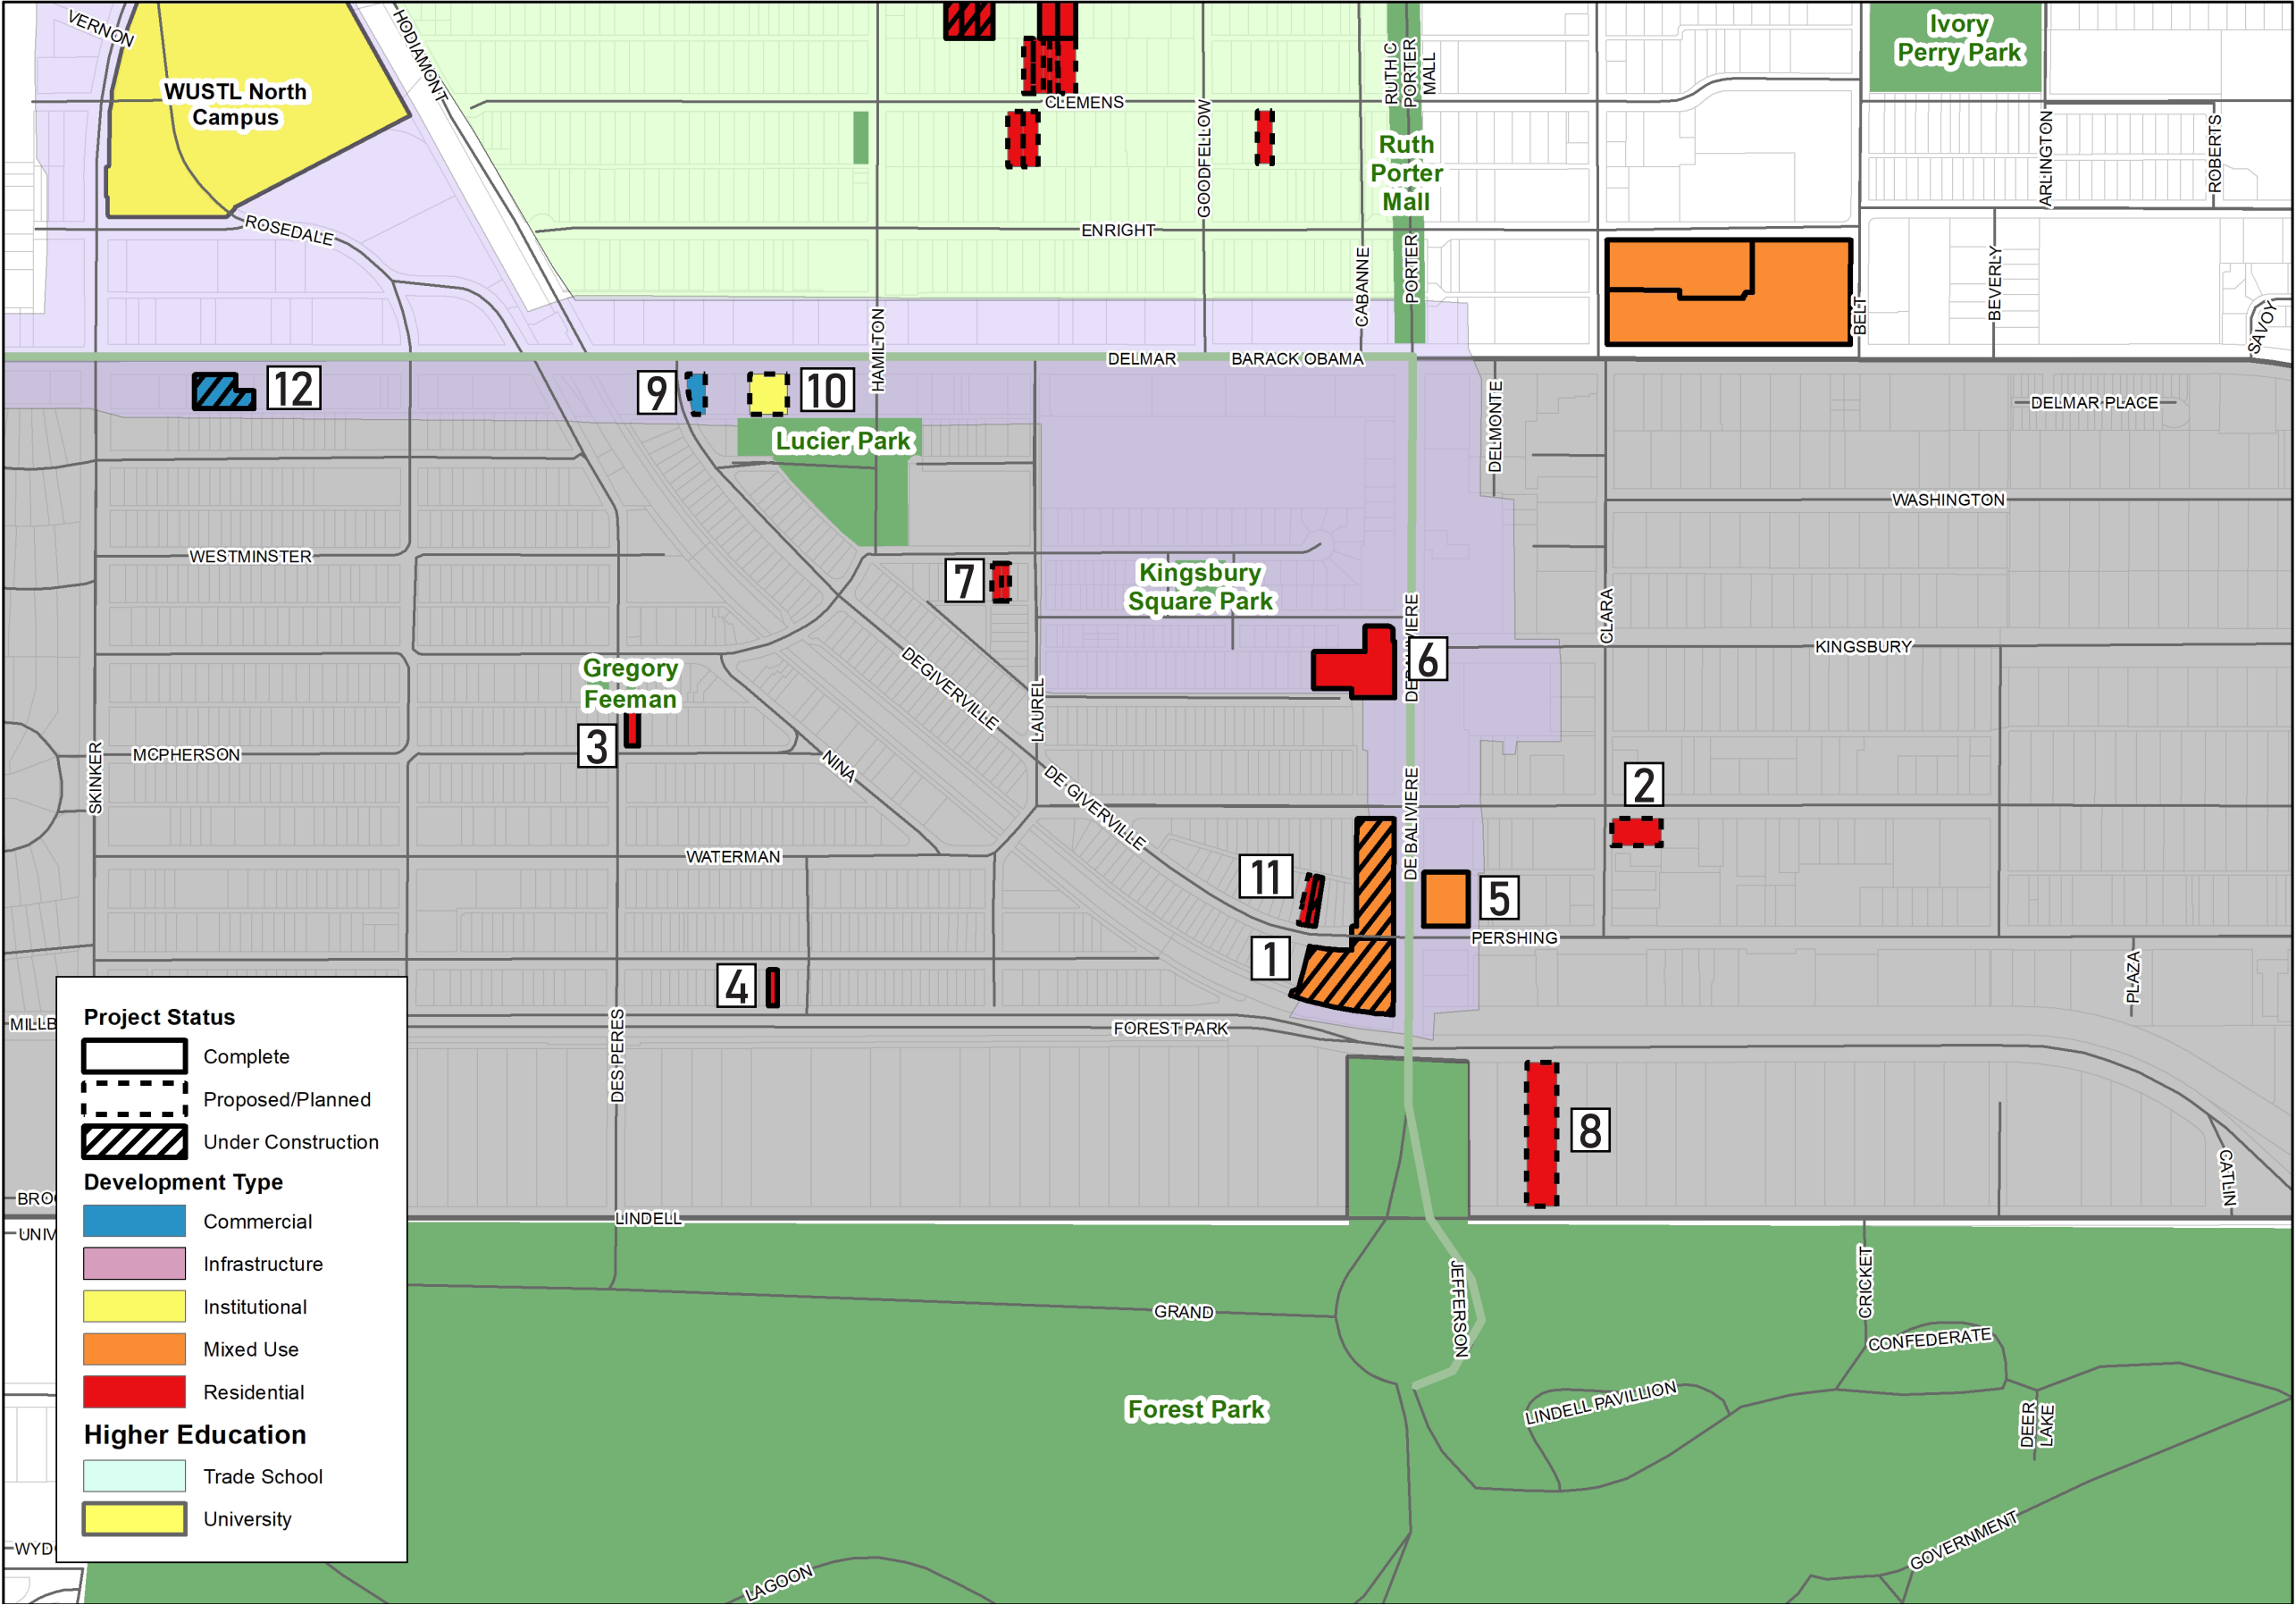 VERNON
HODIAMONT
WUSTL North
Campus
ROSEDALE
CLEMENS
GOODFELLOW
ENRIGHT
CABANNE
RUTH C
PORTER
MALL
Ruth
Porter
Mall
PORTER
Ivory
Perry Park
ARLINGTON
ROBERTS
BELT
BEVERLY
SAVOY
HAMILTON
DELMAR
BARACK OBAMA
12
9
10
Lucier Park
DELMONTE
DELMAR PLACE
WASHINGTON
WESTMINSTER
7
Kingsbury
Square Park
CLARA
KINGSBURY
6
Gregory
Feeman
3
DEGIVERVILLE
LAUREL
SKINKER
MCPHERSON
NINA
DE GIVERVILLE
DE BALIVIERE
2
WATERMAN
11
5
1
PERSHING
4
PLAZA
DES PERES
FOREST PARK
8
CATLIN
LINDELL
JEFFERSON
GRAND
CRICKET
CONFEDERATE
Forest Park
LINDELL PAVILLION
DEER
LAKE
GOVERNMENT
LAGOON
MILLB
BRO
UNIV
WYD
Project Status
Complete
Proposed/Planned
Under Construction
Development Type
Commercial
Infrastructure
Institutional
Mixed Use
Residential
Higher Education
Trade School
University